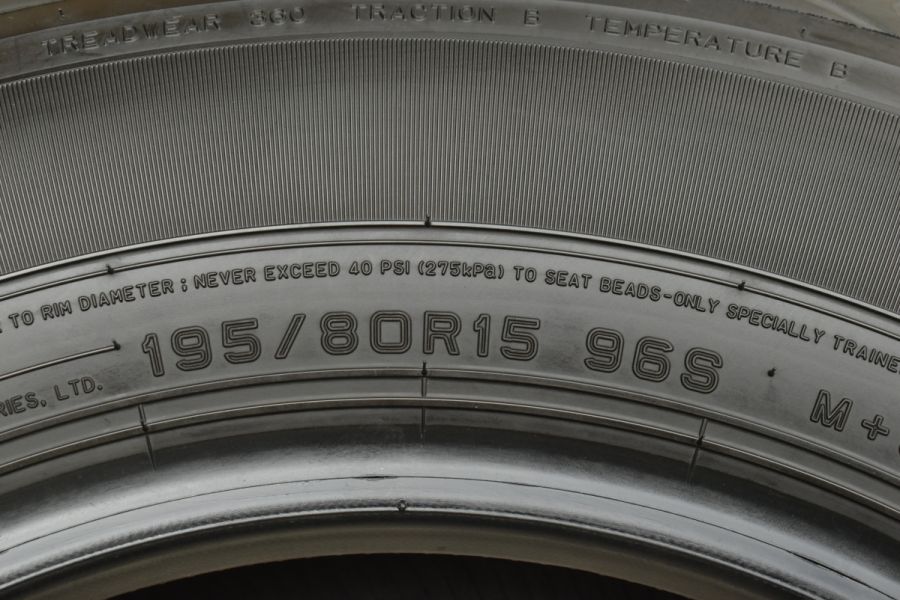 TREADWEAR 360 TRACTION B TEMPERATURE B
TO RIM DIAMETER ; NEVER EXCEED 40 PSI (275kPa) TO SEAT BEADS-ONLY SPECIALLY TRAINE
195/80R15 96S M+
RIES, LTD.